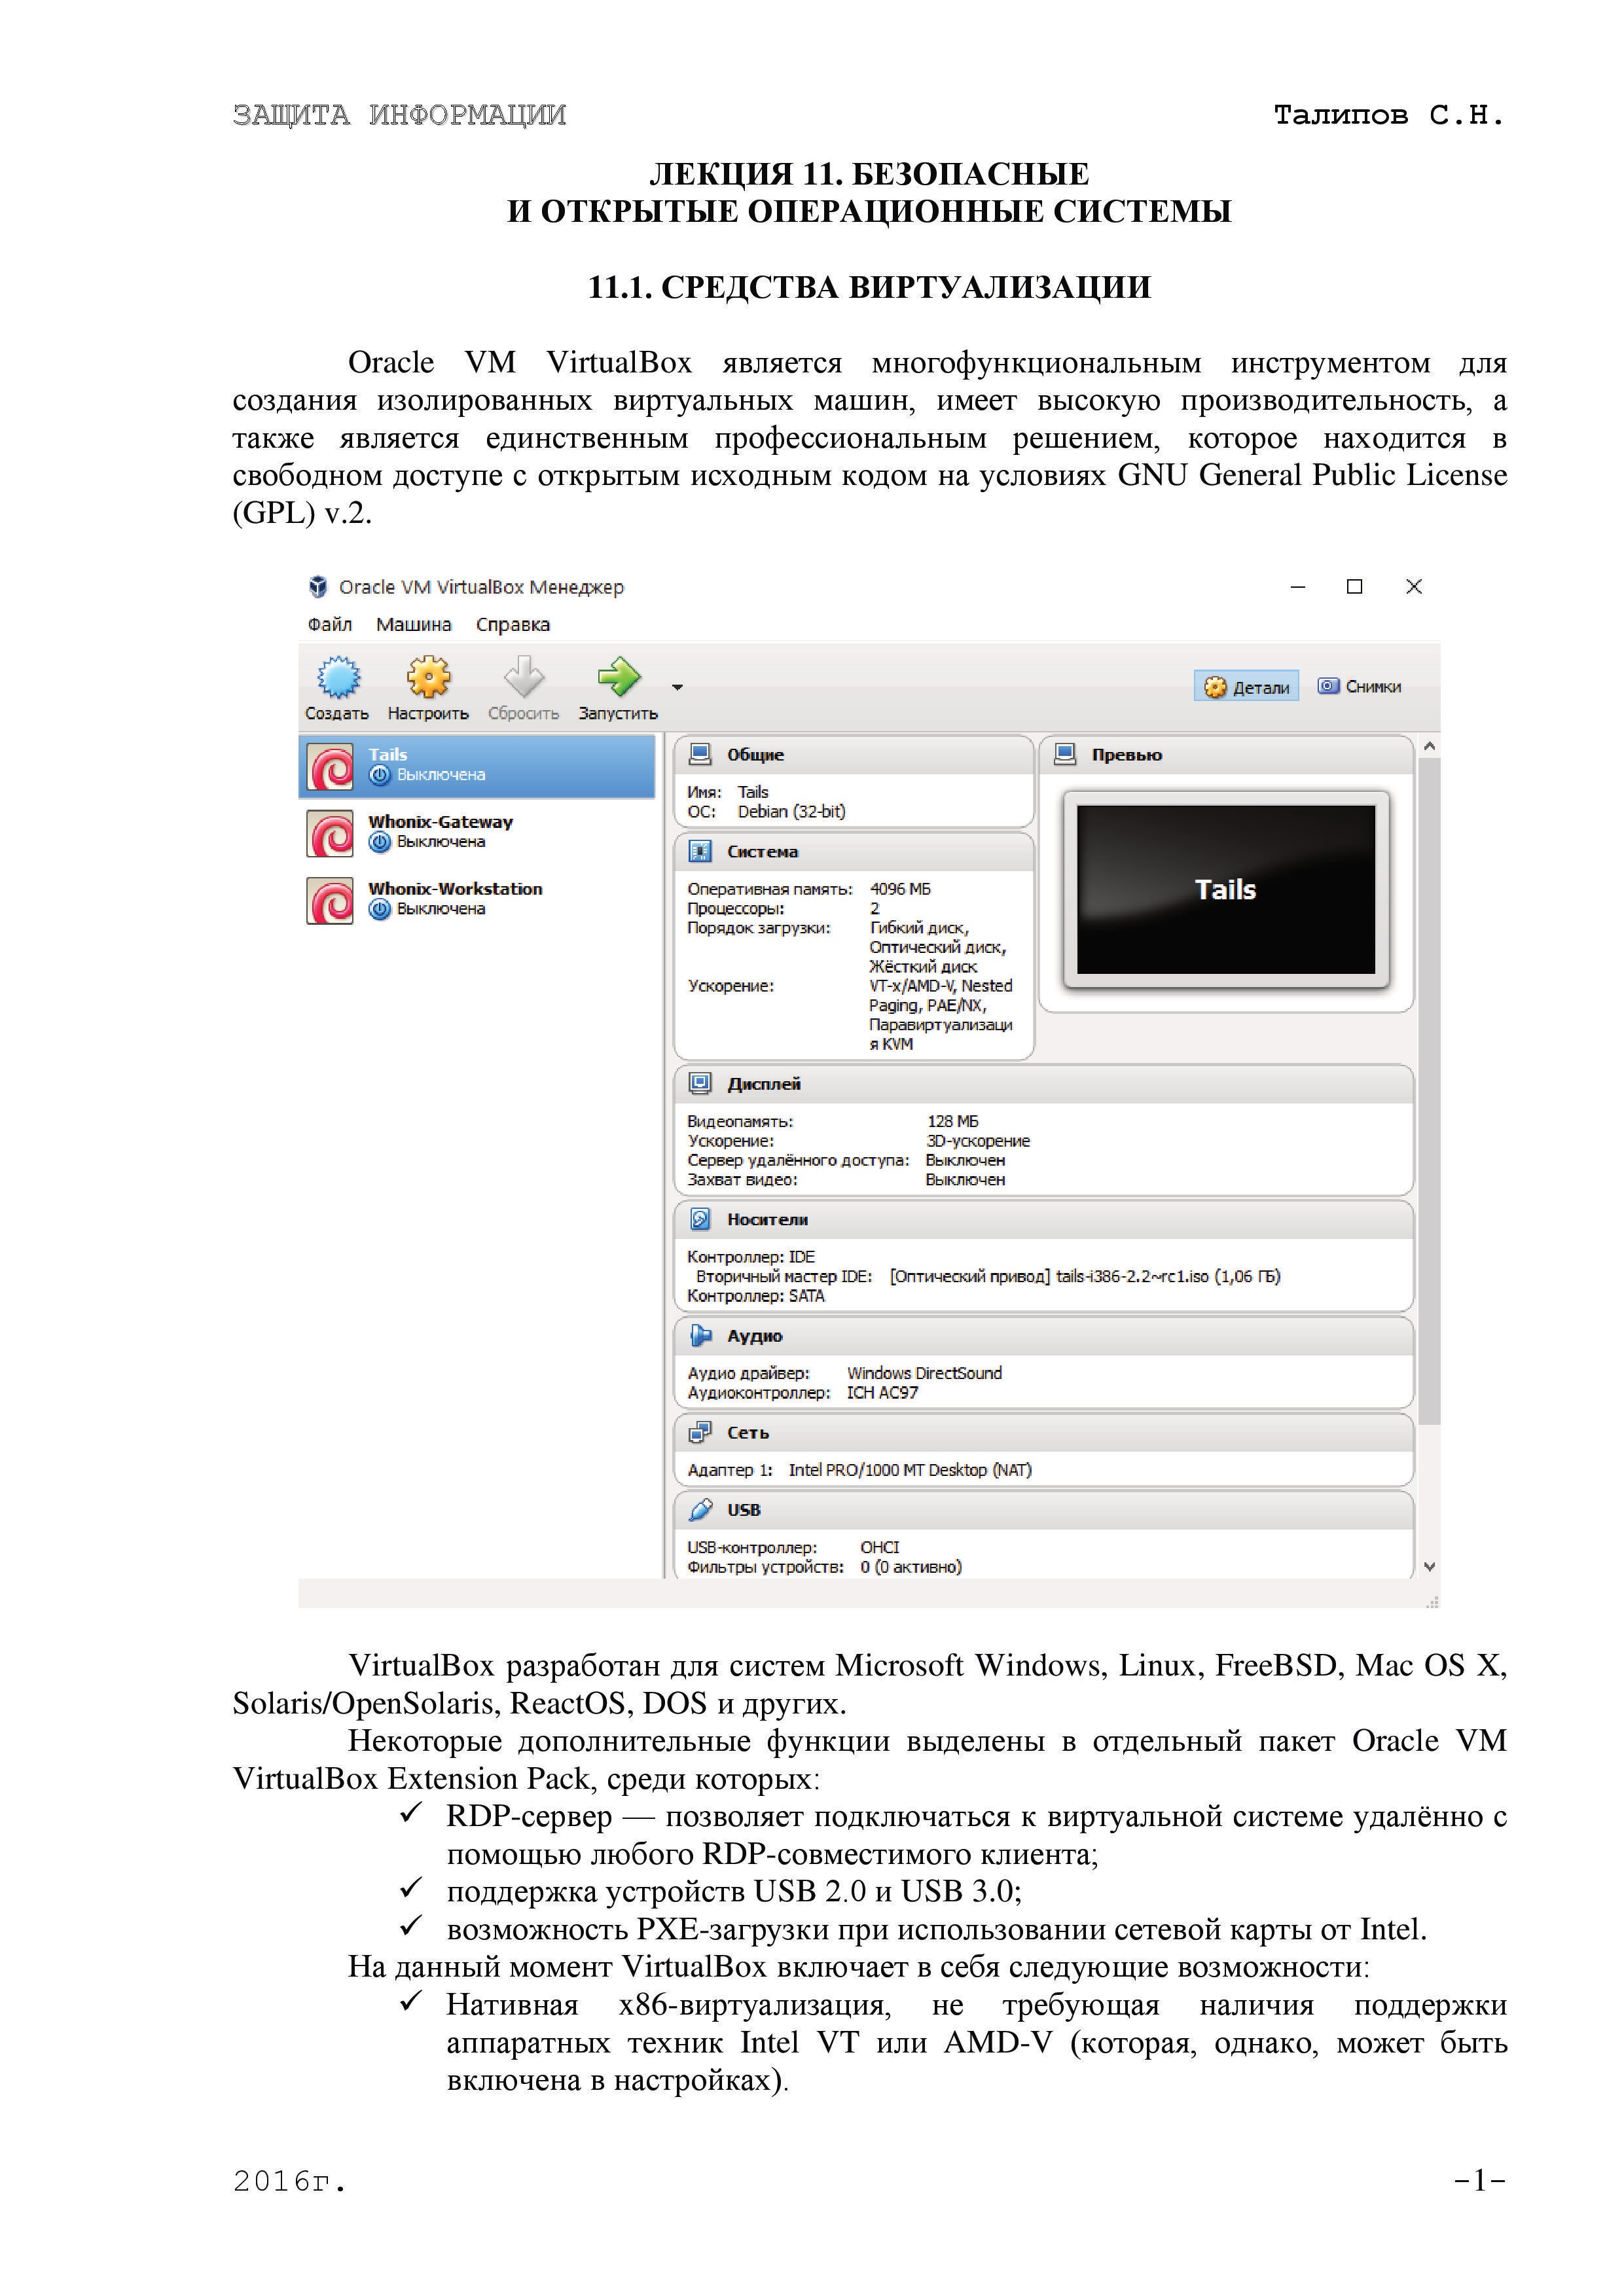 ЗАЩИТА ИНФОРМАЦИИ Талипов С.Н.
ЛЕКЦИЯ 11. БЕЗОПАСНЫЕ
И ОТКРЫТЫЕ ОПЕРАЦИОННЫЕ СИСТЕМЫ
11.1. СРЕДСТВА ВИРТУАЛИЗАЦИИ
Oracle VM VirtualBox является многофункциональным инструментом для
создания изолированных виртуальных машин, имеет высокую производительность, а
также является единственным профессиональным решением, которое находится в
свободном доступе с открытым исходным кодом на условиях GNU General Public License
(GPL) v.2.
Oracle VM VirtualBox Менеджер
Файл Машина Справка
Создать Настроить Сбросить Запустить Детали Снимки
Tails
Выключена
Whonix-Gateway
Выключена
Whonix-Workstation
Выключена
Общие
Имя: Tails
ОС: Debian (32-bit)
Система
Оперативная память: 4096 МБ
Процессоры: 2
Порядок загрузки: Гибкий диск,
Оптический диск,
Жёсткий диск
Ускорение: VT-x/AMD-V, Nested
Paging, PAE/NX,
Паравиртуализаци
я KVM
Превью
Tails
Дисплей
Видеопамять: 128 МБ
Ускорение: 3D-ускорение
Сервер удалённого доступа: Выключен
Захват видео: Выключен
Носители
Контроллер: IDE
Вторичный мастер IDE: [Оптический привод] tails-i386-2.2~rc1.iso (1,06 ГБ)
Контроллер: SATA
Аудио
Аудио драйвер: Windows DirectSound
Аудиоконтроллер: ICH AC97
Сеть
Адаптер 1: Intel PRO/1000 MT Desktop (NAT)
USB
USB-контроллер: OHCI
Фильтры устройств: 0 (0 активно)
VirtualBox разработан для систем Microsoft Windows, Linux, FreeBSD, Mac OS X,
Solaris/OpenSolaris, ReactOS, DOS и других.
Некоторые дополнительные функции выделены в отдельный пакет Oracle VM
VirtualBox Extension Pack, среди которых:
✓ RDP-сервер — позволяет подключаться к виртуальной системе удалённо с
помощью любого RDP-совместимого клиента;
✓ поддержка устройств USB 2.0 и USB 3.0;
✓ возможность PXE-загрузки при использовании сетевой карты от Intel.
На данный момент VirtualBox включает в себя следующие возможности:
✓ Нативная x86-виртуализация, не требующая наличия поддержки
аппаратных техник Intel VT или AMD-V (которая, однако, может быть
включена в настройках).
2016г. -1-